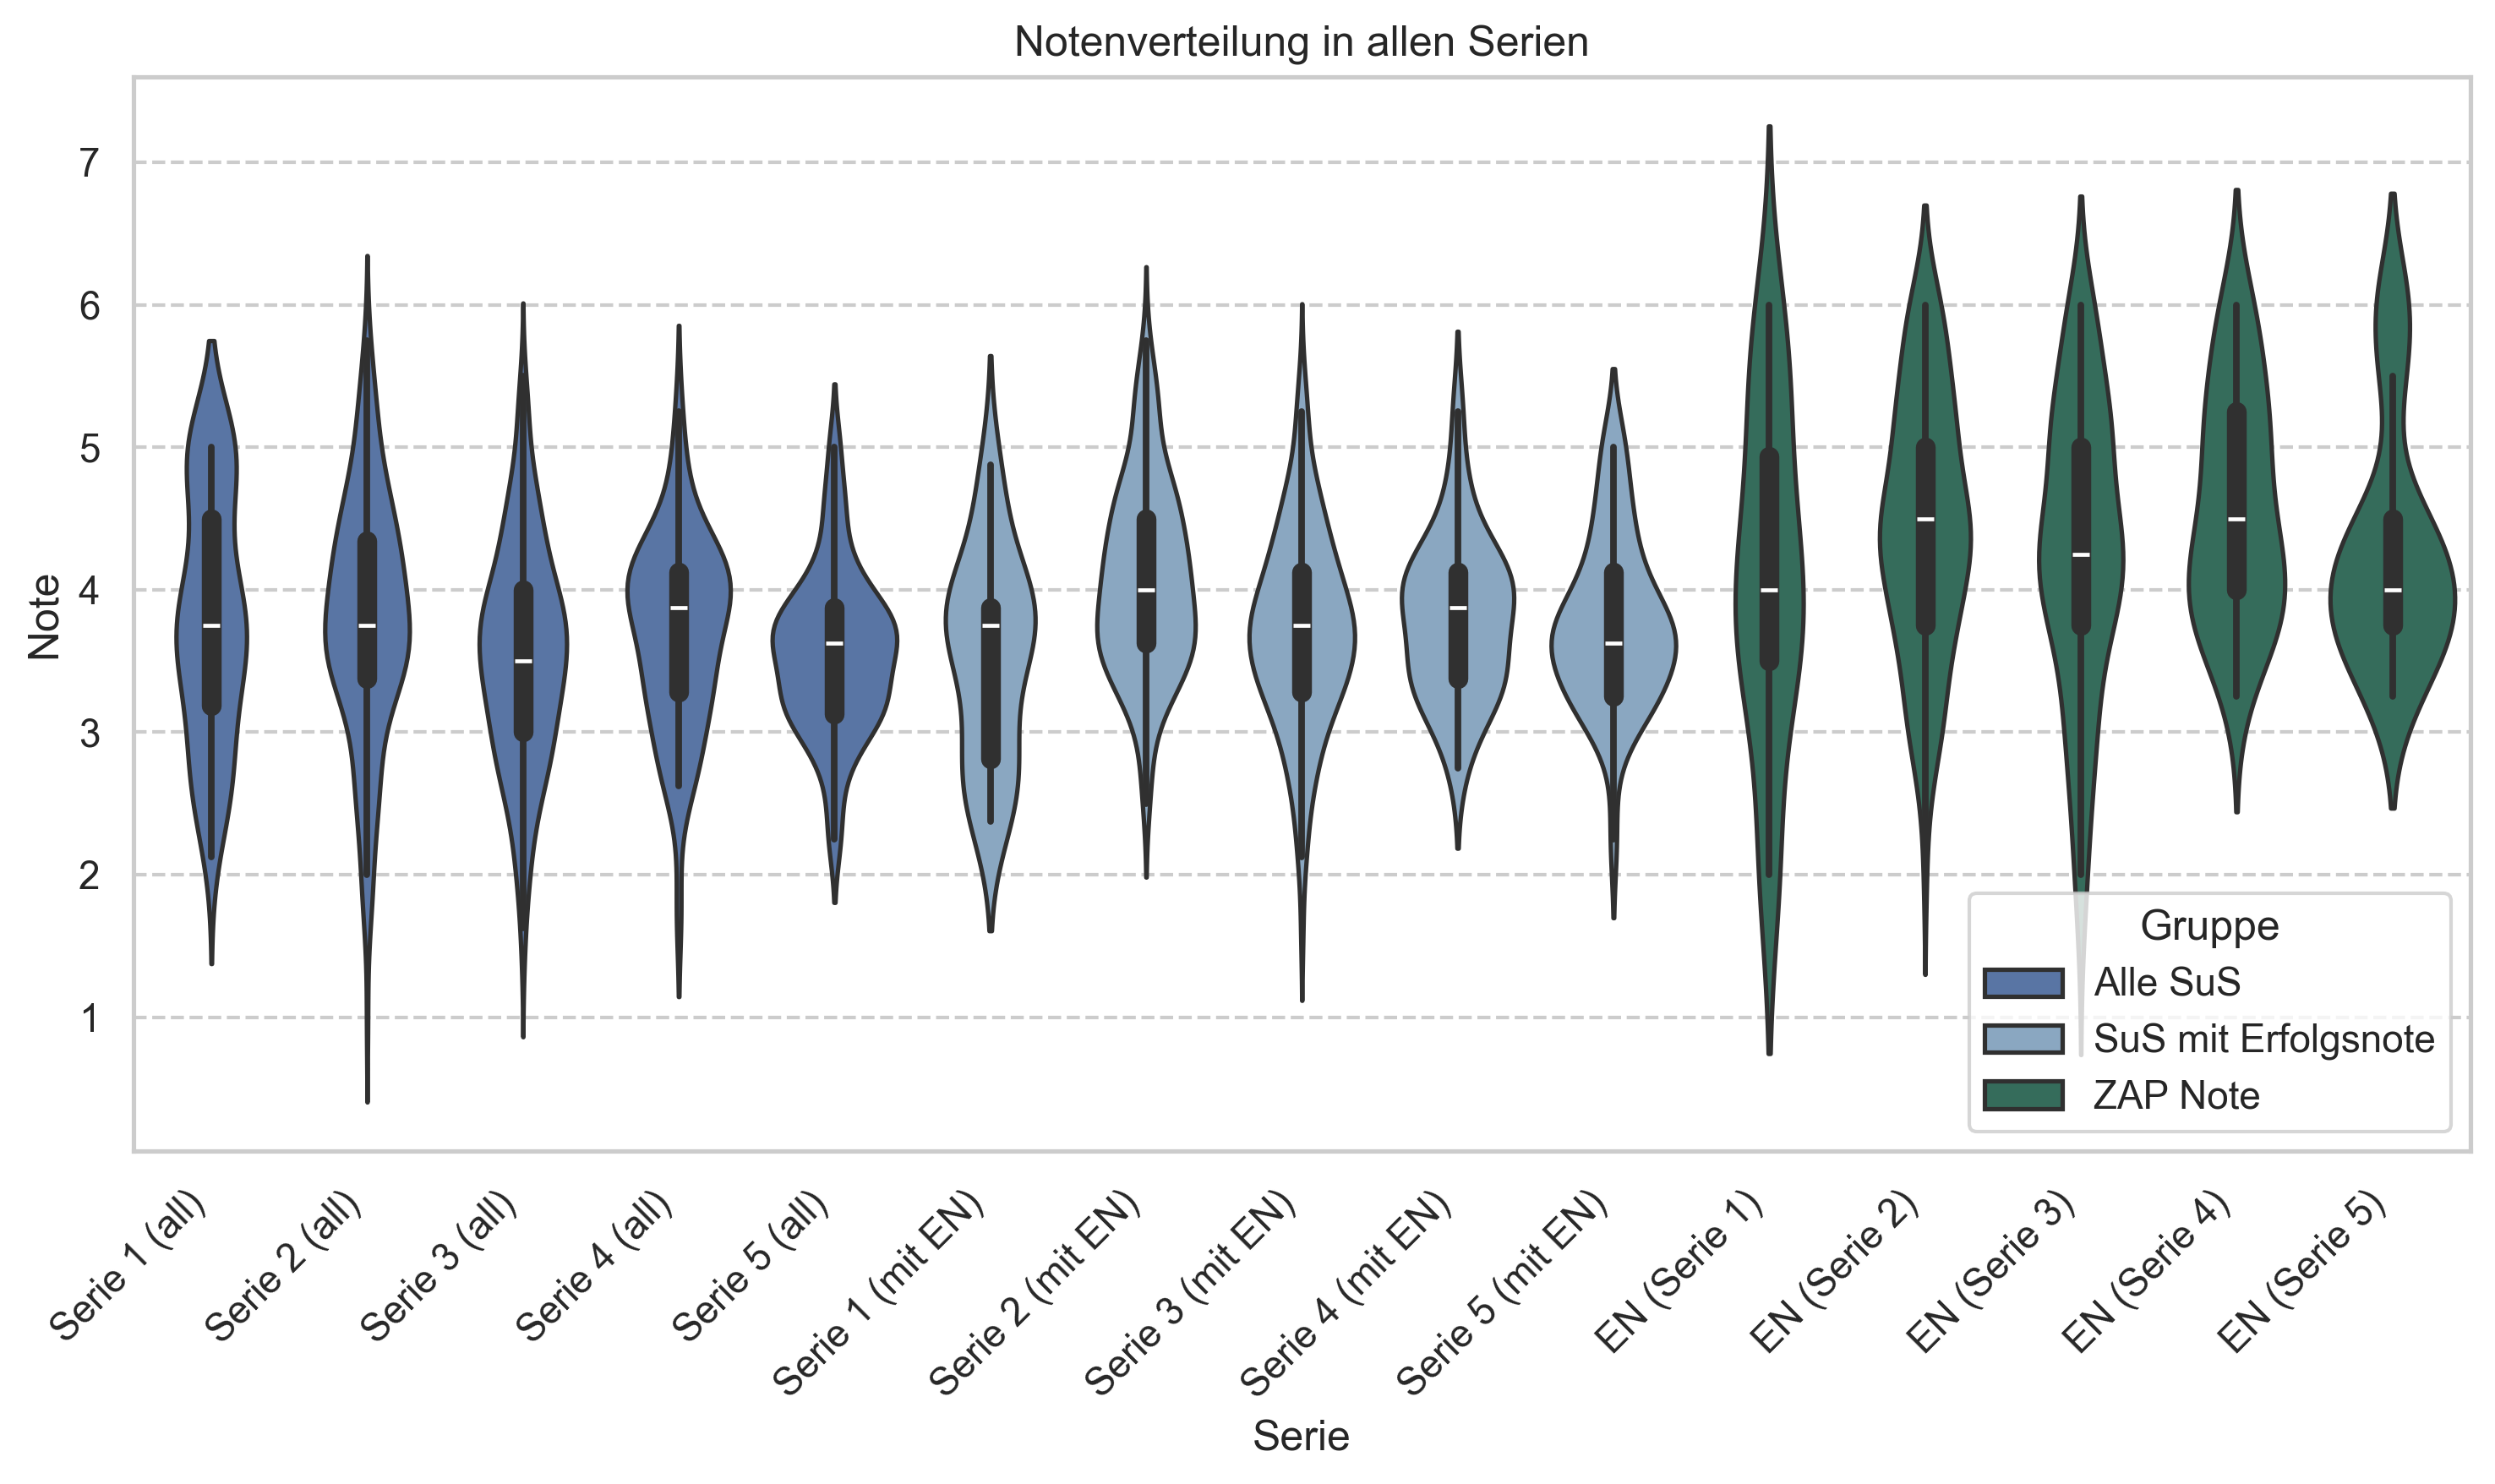 Notenverteilung in allen Serien
Note
7
6
5
4
3
2
1
Gruppe
Alle SuS
SuS mit Erfolgsnote
ZAP Note
Serie 1 (all)
Serie 2 (all)
Serie 3 (all)
Serie 4 (all)
Serie 5 (all)
Serie 1 (mit EN)
Serie 2 (mit EN)
Serie 3 (mit EN)
Serie 4 (mit EN)
Serie 5 (mit EN)
EN (Serie 1)
EN (Serie 2)
EN (Serie 3)
EN (Serie 4)
EN (Serie 5)
Serie